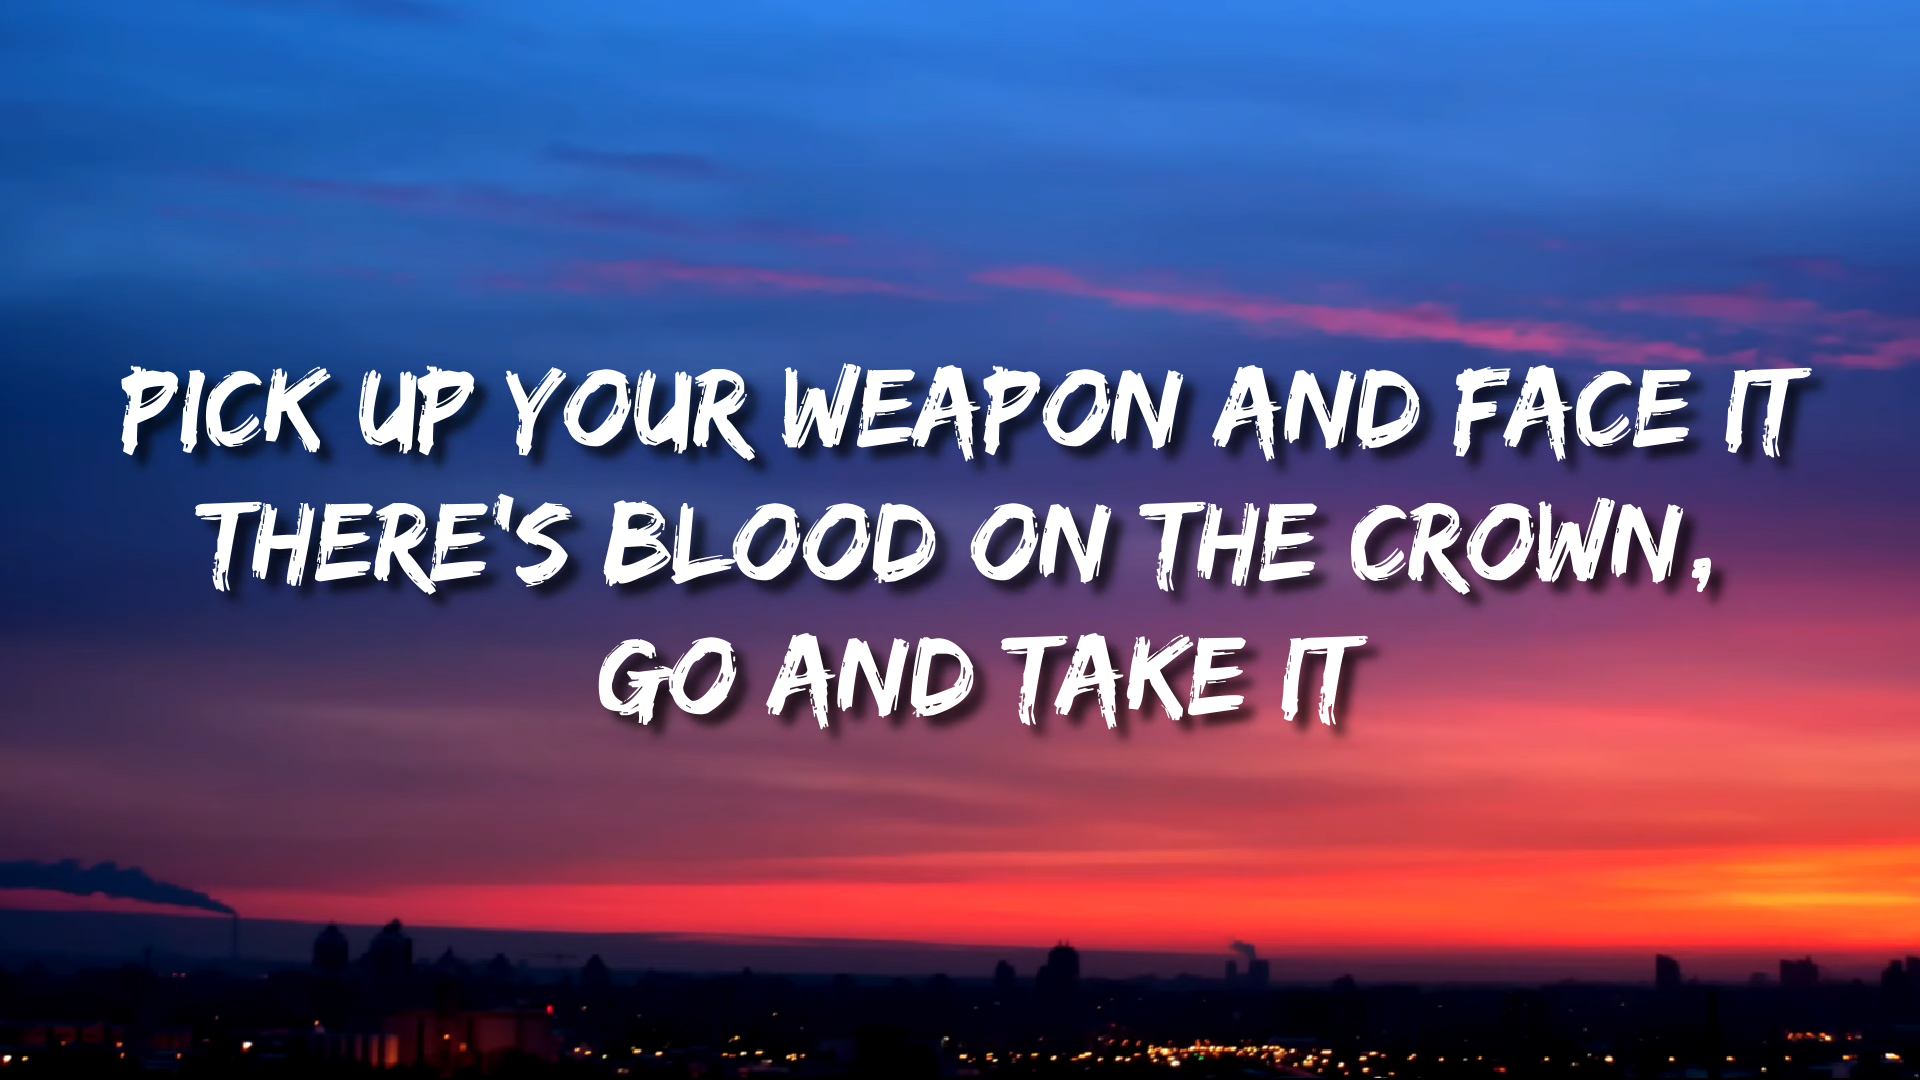 PICK UP YOUR WEAPON AND FACE IT
THERE'S BLOOD ON THE CROWN,
GO AND TAKE IT